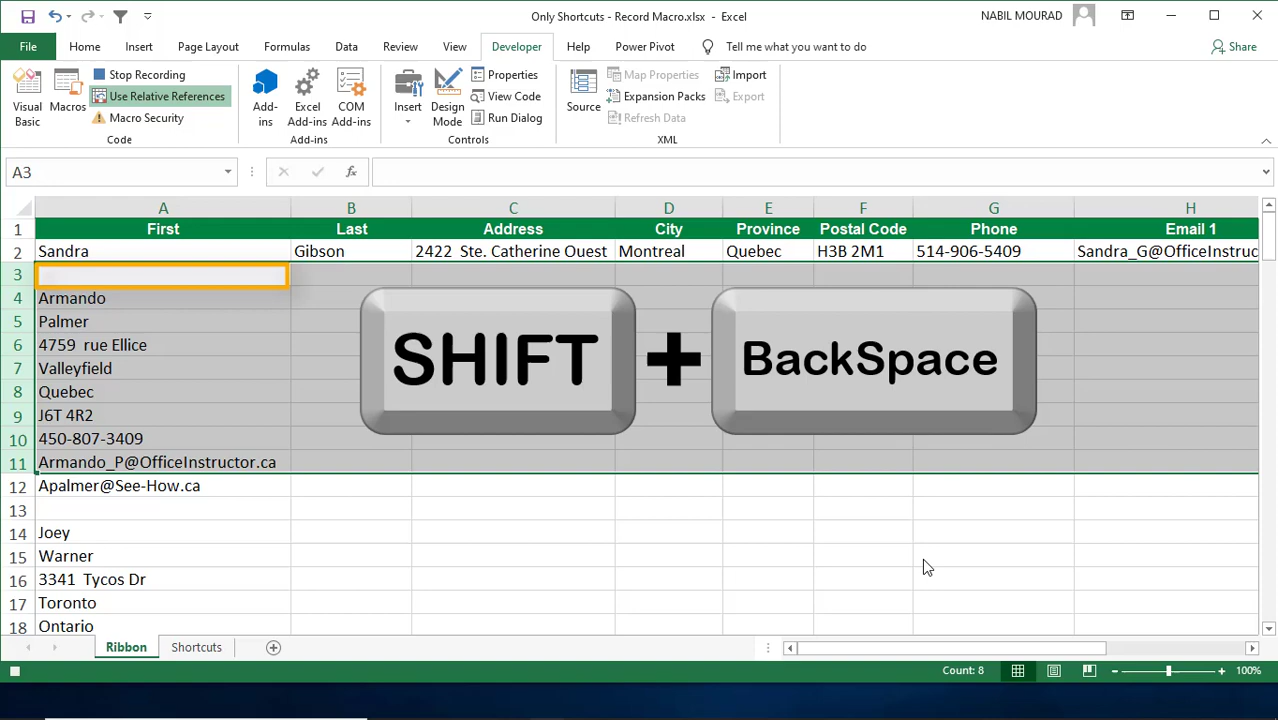 Only Shortcuts - Record Macro.xlsx - Excel
NABIL MOURAD
File Home Insert Page Layout Formulas Data Review View Developer Help Power Pivot Tell me what you want to do Share
Visual Basic
Macros
Stop Recording
Use Relative References
Macro Security
Code
Add-ins
Excel Add-ins
COM Add-ins
Add-ins
Insert
Design Mode
Properties
View Code
Run Dialog
Controls
Source
Map Properties
Expansion Packs
Refresh Data
Import
Export
XML
A3 fx
A B C D E F G H
1 First Last Address City Province Postal Code Phone Email 1
2 Sandra Gibson 2422 Ste. Catherine Ouest Montreal Quebec H3B 2M1 514-906-5409 Sandra_G@OfficeInstruc
3
4 Armando
5 Palmer
6 4759 rue Ellice
7 Valleyfield
8 Quebec
9 J6T 4R2
10 450-807-3409
11 Armando_P@OfficeInstructor.ca
12 Apalmer@See-How.ca
13
14 Joey
15 Warner
16 3341 Tycos Dr
17 Toronto
18 Ontario
SHIFT + BackSpace
Ribbon Shortcuts
Count: 8 100%